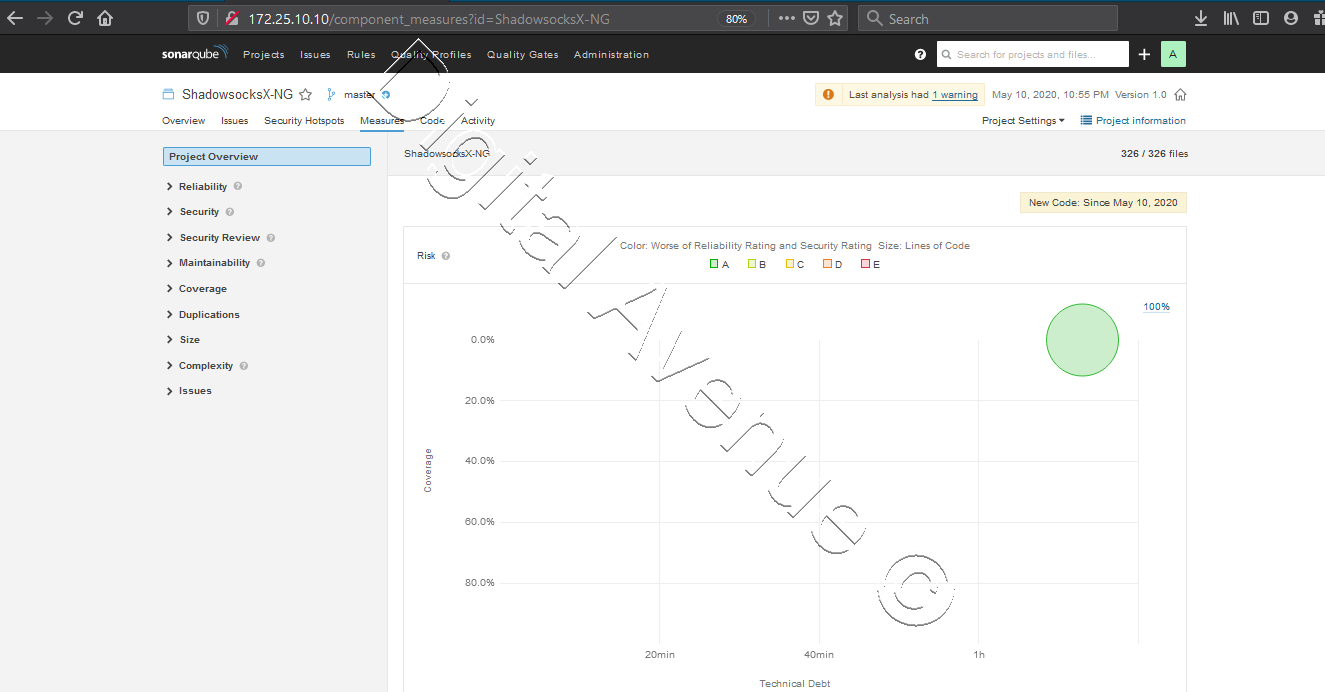 172.25.10.10/component_measures?id=ShadowsocksX-NG 80% Search
sonarqube Projects Issues Rules Quality Profiles Quality Gates Administration Search for projects and files... A
ShadowsocksX-NG master Last analysis had 1 warning May 10, 2020, 10:55 PM Version 1.0
Overview Issues Security Hotspots Measures Code Activity Project Settings Project information
Project Overview ShadowsocksX-NG 326 / 326 files
Reliability
Security
Security Review
Maintainability
Coverage
Duplications
Size
Complexity
Issues
New Code: Since May 10, 2020
Risk Color: Worse of Reliability Rating and Security Rating Size: Lines of Code
A B C D E
100%
0.0%
20.0%
40.0%
60.0%
80.0%
Coverage
20min 40min 1h
Technical Debt
Digital Avenue ©